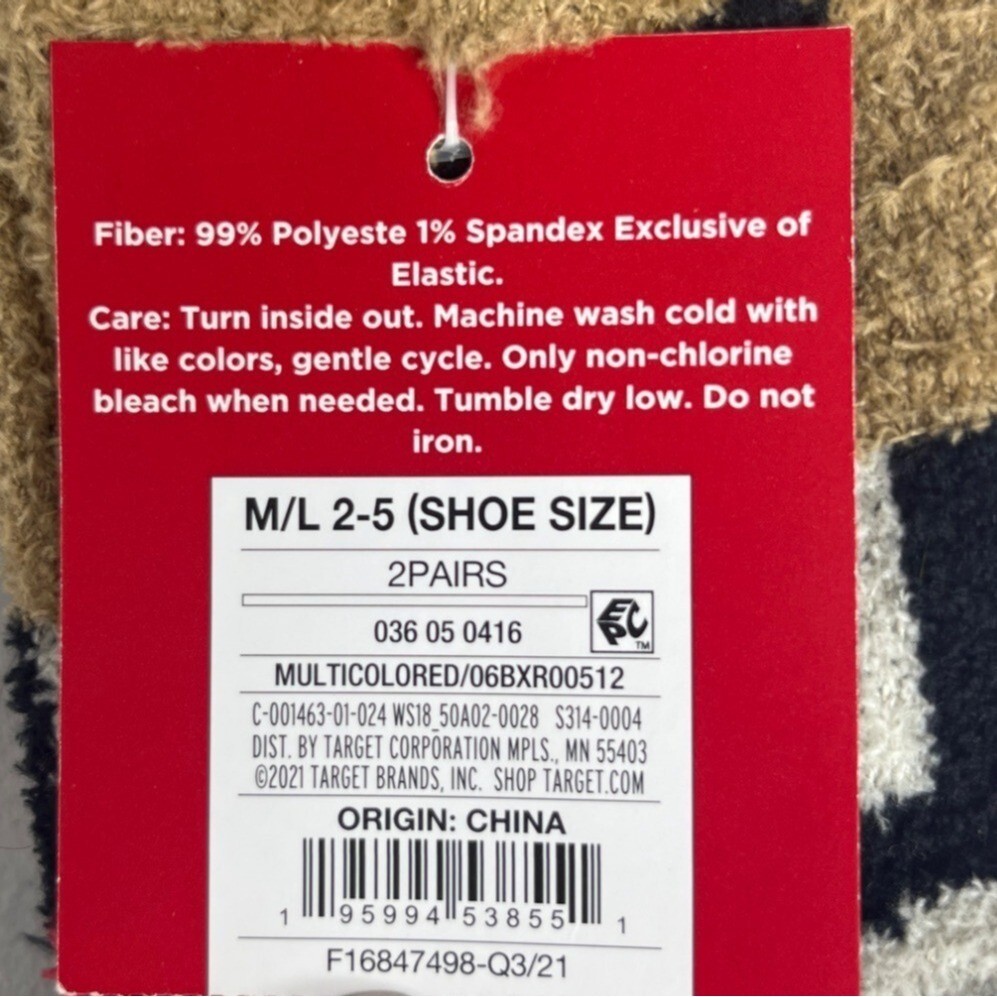 Fiber: 99% Polyeste 1% Spandex Exclusive of
Elastic.
Care: Turn inside out. Machine wash cold with
like colors, gentle cycle. Only non-chlorine
bleach when needed. Tumble dry low. Do not
iron.
M/L 2-5 (SHOE SIZE)
2PAIRS
EPC TM
036 05 0416
MULTICOLORED/06BXR00512
C-001463-01-024 WS18_50A02-0028 S314-0004
DIST. BY TARGET CORPORATION MPLS., MN 55403
©2021 TARGET BRANDS, INC. SHOP TARGET.COM
ORIGIN: CHINA
1 95994 53855 1
F16847498-Q3/21